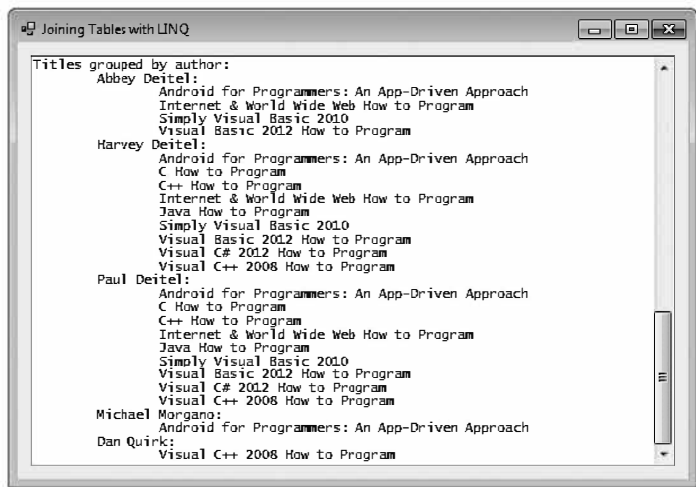 Joining Tables with LINQ
Titles grouped by author:
Abbey Deitel:
Android for Programmers: An App-Driven Approach
Internet & World Wide Web How to Program
Simply Visual Basic 2010
Visual Basic 2012 How to Program
Harvey Deitel:
Android for Programmers: An App-Driven Approach
C How to Program
C++ How to Program
Internet & World Wide Web How to Program
Java How to Program
Simply Visual Basic 2010
Visual Basic 2012 How to Program
Visual C# 2012 How to Program
Visual C++ 2008 How to Program
Paul Deitel:
Android for Programmers: An App-Driven Approach
C How to Program
C++ How to Program
Internet & World Wide Web How to Program
Java How to Program
Simply Visual Basic 2010
Visual Basic 2012 How to Program
Visual C# 2012 How to Program
Visual C++ 2008 How to Program
Michael Morgano:
Android for Programmers: An App-Driven Approach
Dan Quirk:
Visual C++ 2008 How to Program